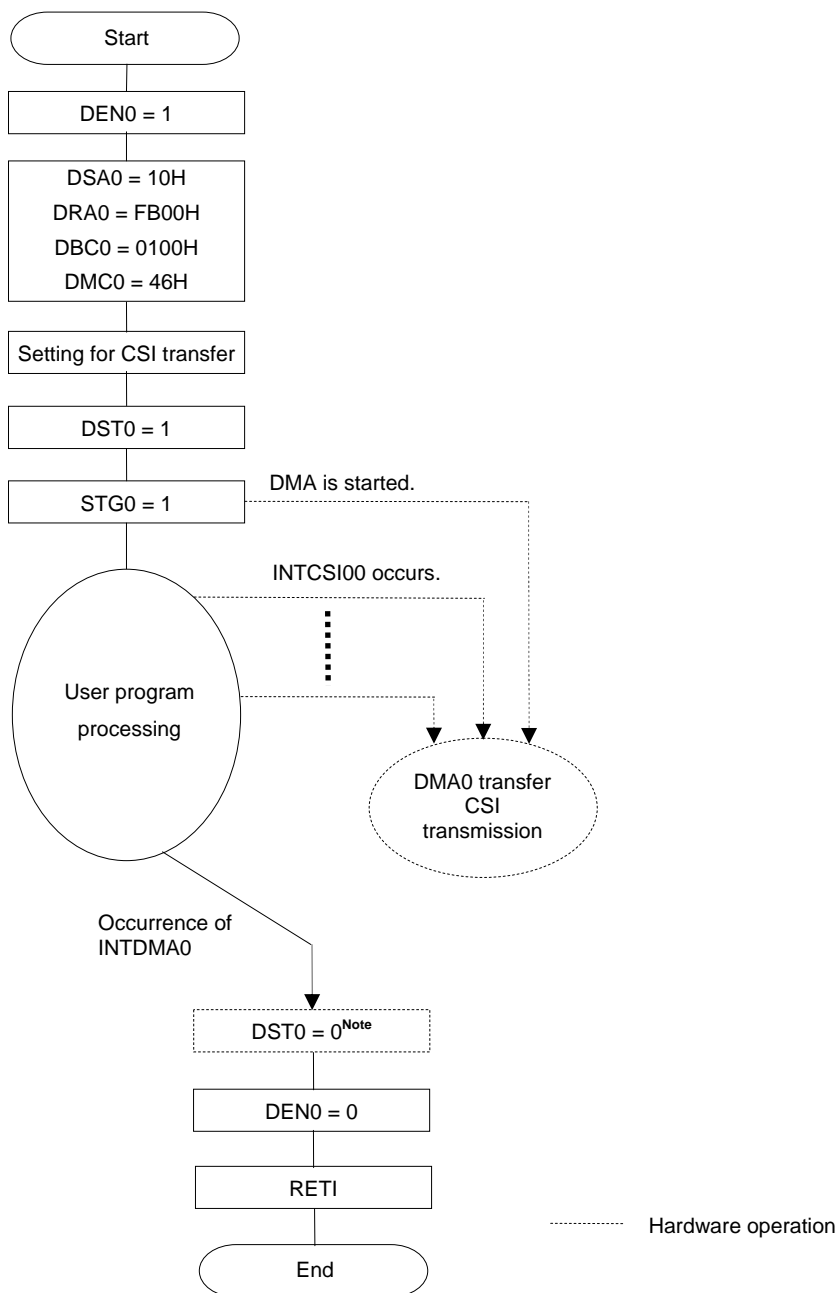 Start
DEN0 = 1
DSA0 = 10H
DRA0 = FB00H
DBC0 = 0100H
DMC0 = 46H
Setting for CSI transfer
DST0 = 1
STG0 = 1
DMA is started.
INTCSI00 occurs.
User program
processing
DMA0 transfer
CSI
transmission
Occurrence of
INTDMA0
DST0 = 0Note
DEN0 = 0
RETI
Hardware operation
End